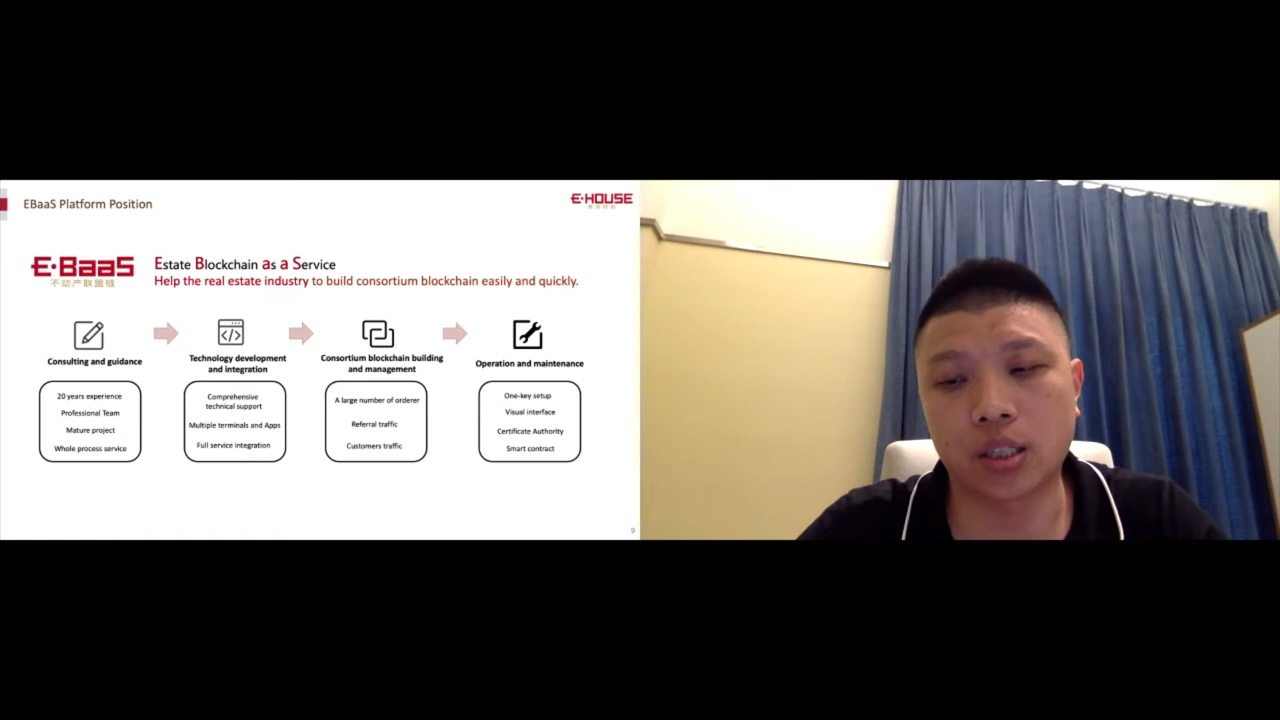 EBaaS Platform Position
E·HOUSE
E·BaaS
不动产联盟链
Estate Blockchain as a Service
Help the real estate industry to build consortium blockchain easily and quickly.
Consulting and guidance
20 years experience
Professional Team
Mature project
Whole process service
Technology development
and integration
Comprehensive
technical support
Multiple terminals and Apps
Full service integration
Consortium blockchain building
and management
A large number of orderer
Referral traffic
Customers traffic
Operation and maintenance
One-key setup
Visual interface
Certificate Authority
Smart contract
9